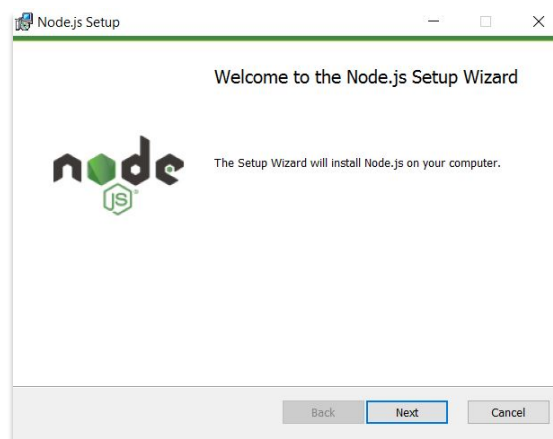 Node.js Setup
Welcome to the Node.js Setup Wizard
node
JS
The Setup Wizard will install Node.js on your computer.
Back Next Cancel